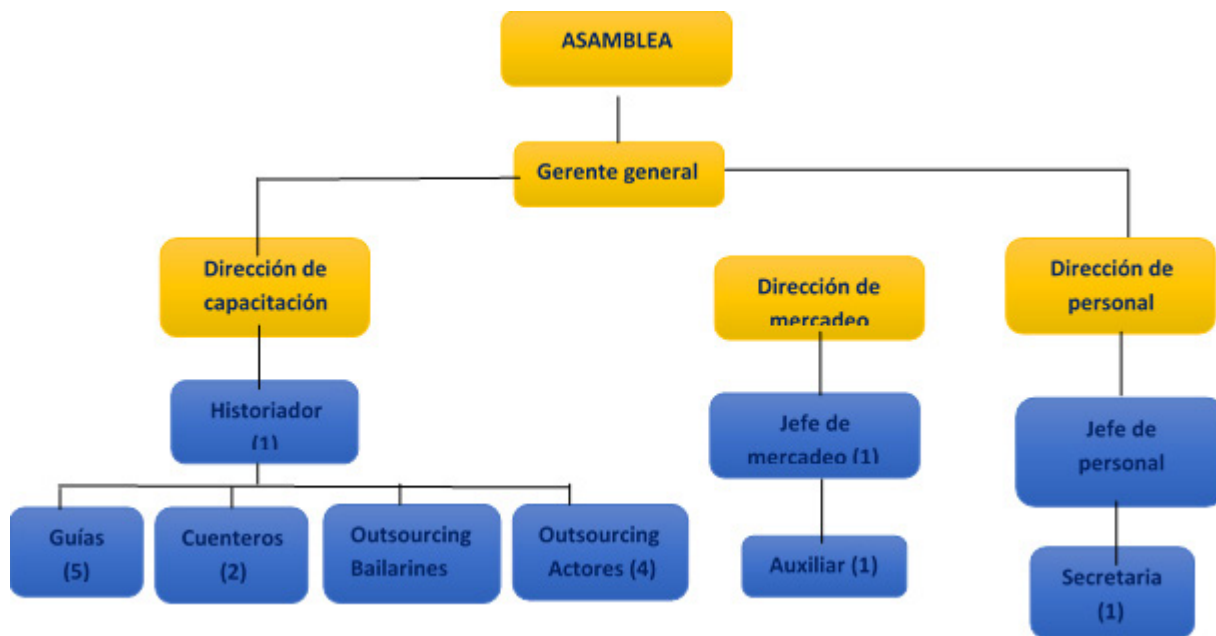 ASAMBLEA
Gerente general
Dirección de
capacitación
Dirección de
mercadeo
Dirección de
personal
Historiador
(1)
Jefe de
mercadeo (1)
Jefe de
personal
Guías
(5)
Cuenteros
(2)
Outsourcing
Bailarines
Outsourcing
Actores (4)
Auxiliar (1)
Secretaria
(1)